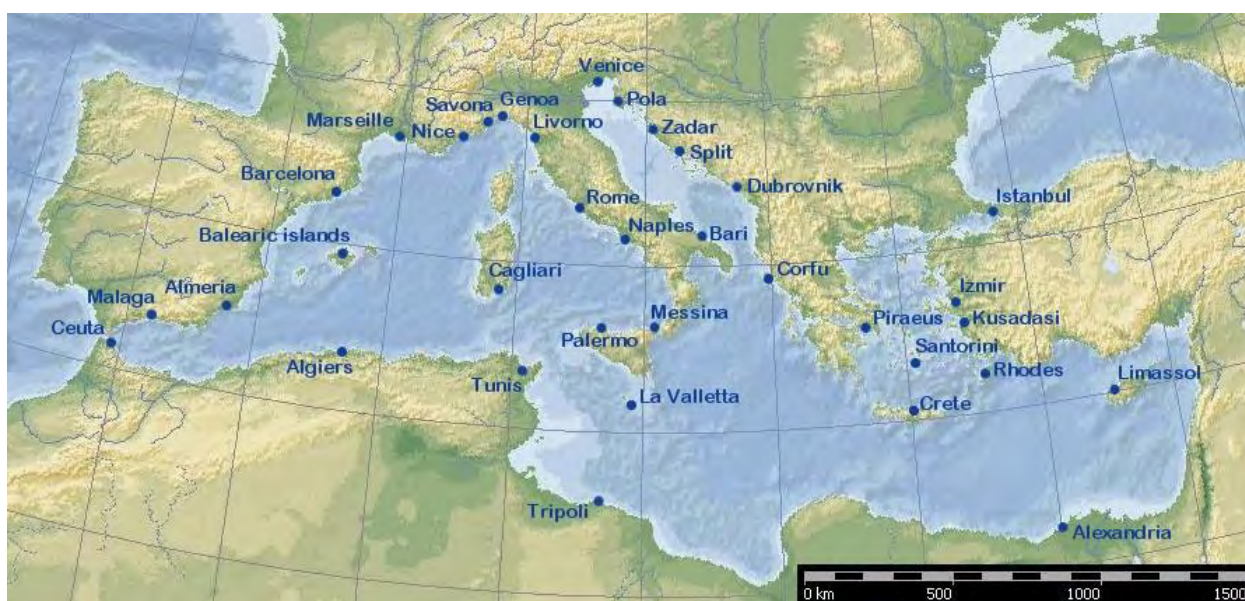 Venice
Savona Genoa Pola
Marseille Nice Livorno Zadar
Split
Barcelona Dubrovnik
Rome Istanbul
Balearic islands Naples Bari
Cagliari Corfu
Malaga Almeria Izmir
Ceuta Messina Piraeus Kusadasi
Palermo Santorini
Algiers Tunis Rhodes Limassol
La Valletta Crete
Tripoli
Alexandria
0 km 500 1000 1500